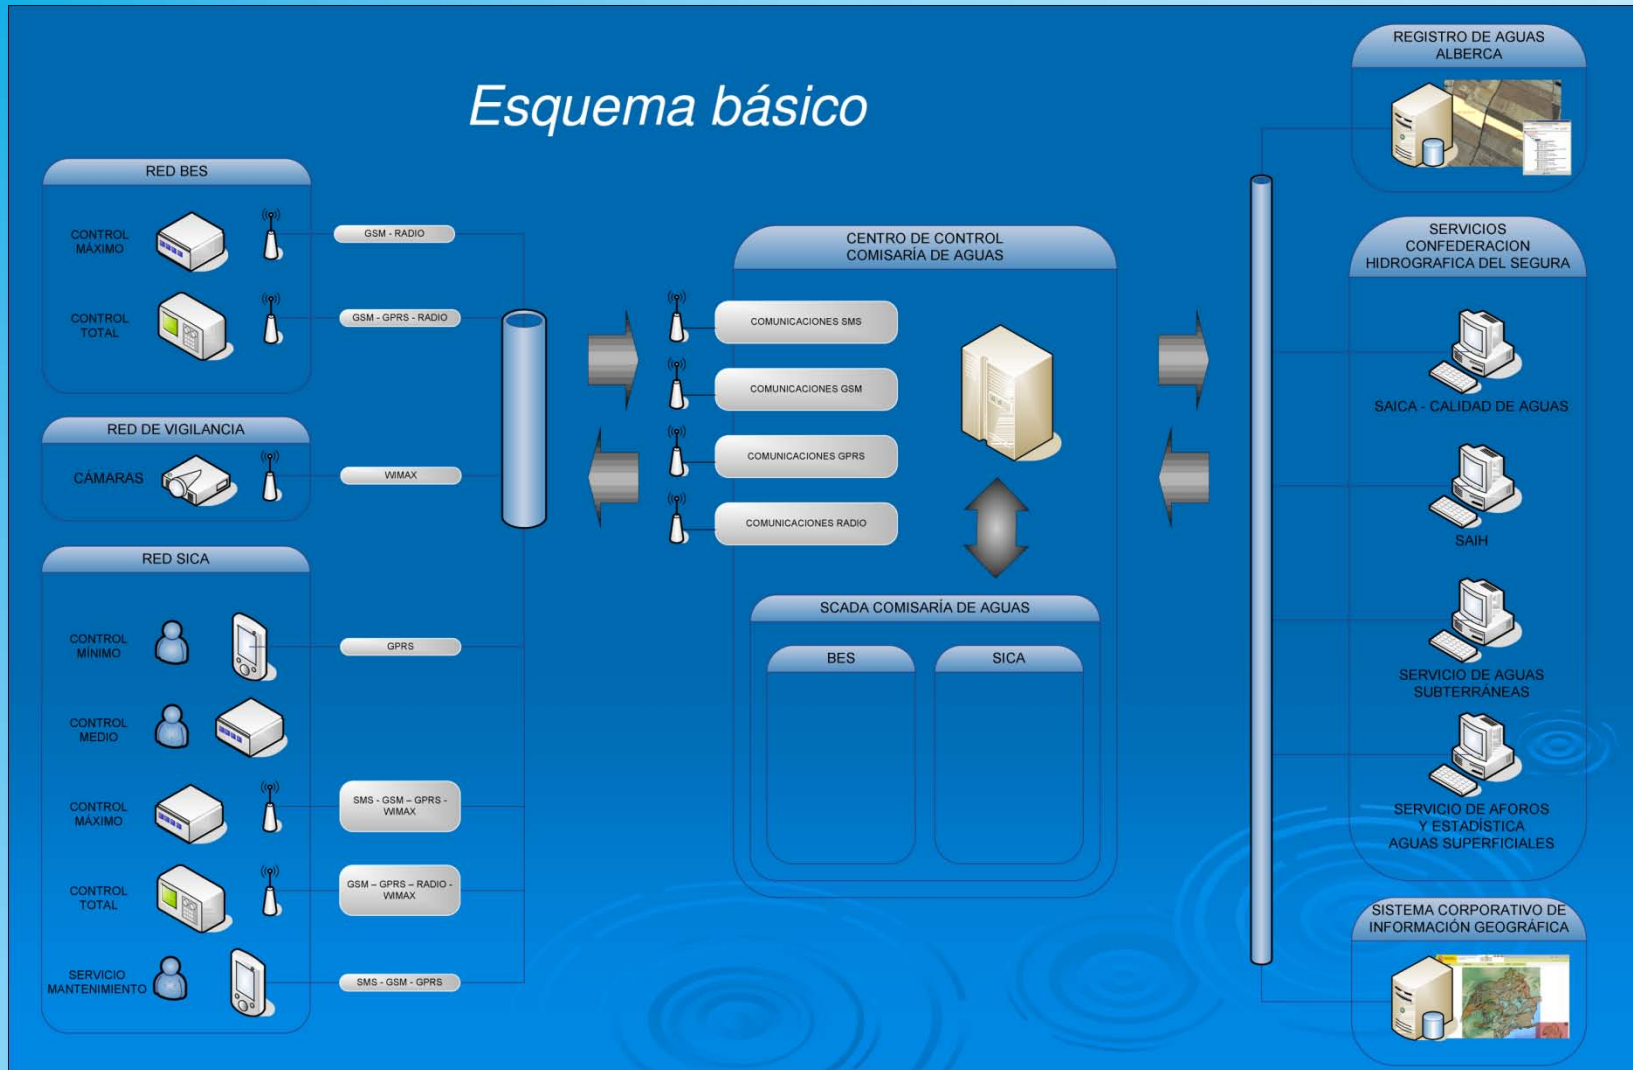 Esquema básico
RED BES
CONTROL
MÁXIMO
GSM - RADIO
CONTROL
TOTAL
GSM - GPRS - RADIO
RED DE VIGILANCIA
CÁMARAS
WIMAX
RED SICA
CONTROL
MÍNIMO
GPRS
CONTROL
MEDIO
CONTROL
MÁXIMO
SMS - GSM – GPRS -
WIMAX
CONTROL
TOTAL
GSM – GPRS – RADIO -
WIMAX
SERVICIO
MANTENIMIENTO
SMS - GSM - GPRS
CENTRO DE CONTROL
COMISARÍA DE AGUAS
COMUNICACIONES SMS
COMUNICACIONES GSM
COMUNICACIONES GPRS
COMUNICACIONES RADIO
SCADA COMISARÍA DE AGUAS
BES
SICA
REGISTRO DE AGUAS
ALBERCA
SERVICIOS
CONFEDERACION
HIDROGRAFICA DEL SEGURA
SAICA - CALIDAD DE AGUAS
SAIH
SERVICIO DE AGUAS
SUBTERRÁNEAS
SERVICIO DE AFOROS
Y ESTADÍSTICA
AGUAS SUPERFICIALES
SISTEMA CORPORATIVO DE
INFORMACIÓN GEOGRÁFICA